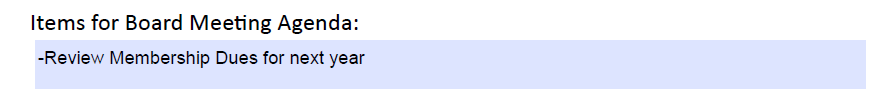 Items for Board Meeting Agenda:
-Review Membership Dues for next year